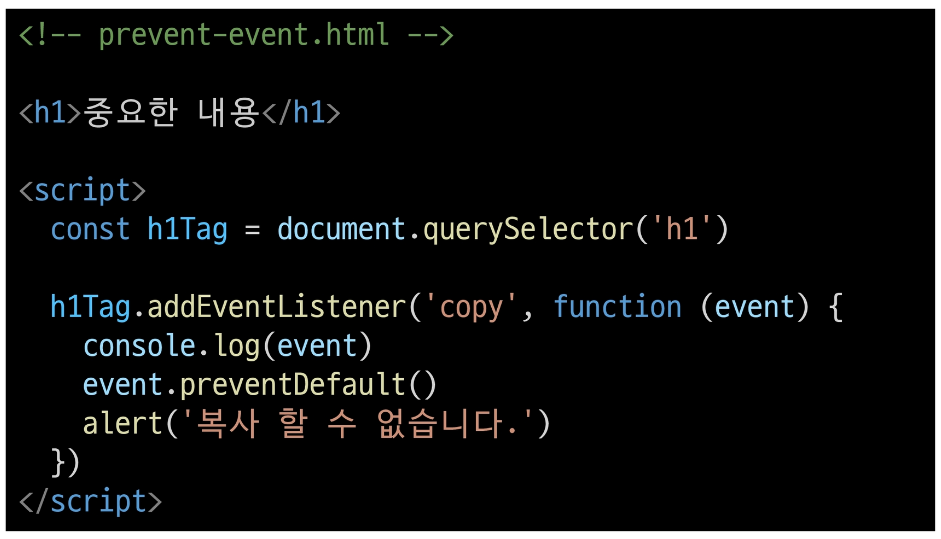 <!-- prevent-event.html -->
<h1>중요한 내용</h1>
<script>
const h1Tag = document.querySelector('h1')
h1Tag.addEventListener('copy', function (event) {
console.log(event)
event.preventDefault()
alert('복사 할 수 없습니다.')
})
</script>